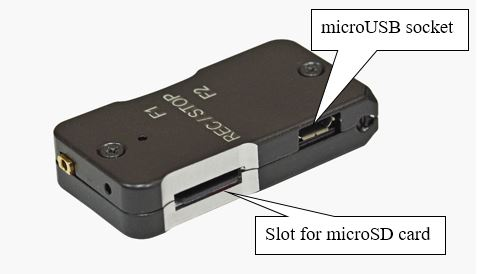 microUSB socket
F1
REC/STOP
F2
Slot for microSD card